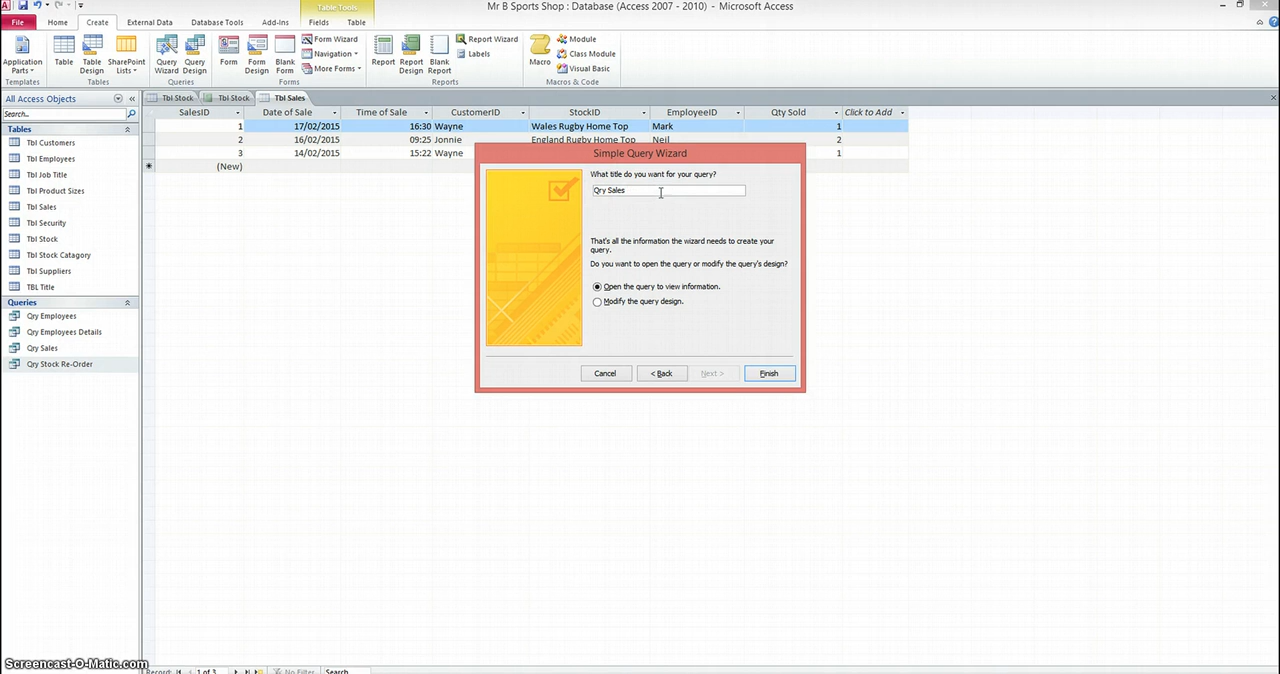 Table Tools
Mr B Sports Shop : Database (Access 2007 - 2010) - Microsoft Access
File Home Create External Data Database Tools Add-Ins Fields Table
Application Parts Table Table Design SharePoint Lists Query Wizard Query Design Form Form Design Blank Form Form Wizard Navigation More Forms Report Report Design Blank Report Report Wizard Labels Macro Module Class Module Visual Basic
Templates Tables Queries Forms Reports Macros & Code
All Access Objects « Tbl Stock Tbl Stock Tbl Sales
Search...
SalesID Date of Sale Time of Sale CustomerID StockID EmployeeID Qty Sold Click to Add
1 17/02/2015 16:30 Wayne Wales Rugby Home Top Mark 1
2 16/02/2015 09:25 Jonnie England Rugby Home Top Neil 2
3 14/02/2015 15:22 Wayne 1
(New)
Tables
Tbl Customers
Tbl Employees
Tbl Job Title
Tbl Product Sizes
Tbl Sales
Tbl Security
Tbl Stock
Tbl Stock Catagory
Tbl Suppliers
TBL Title
Queries
Qry Employees
Qry Employees Details
Qry Sales
Qry Stock Re-Order
Simple Query Wizard
What title do you want for your query?
Qry Sales
That's all the information the wizard needs to create your
query.
Do you want to open the query or modify the query's design?
Open the query to view information.
Modify the query design.
Cancel < Back Next > Finish
Screencast-O-Matic.com
Record: 1 of 3 No Filter Search